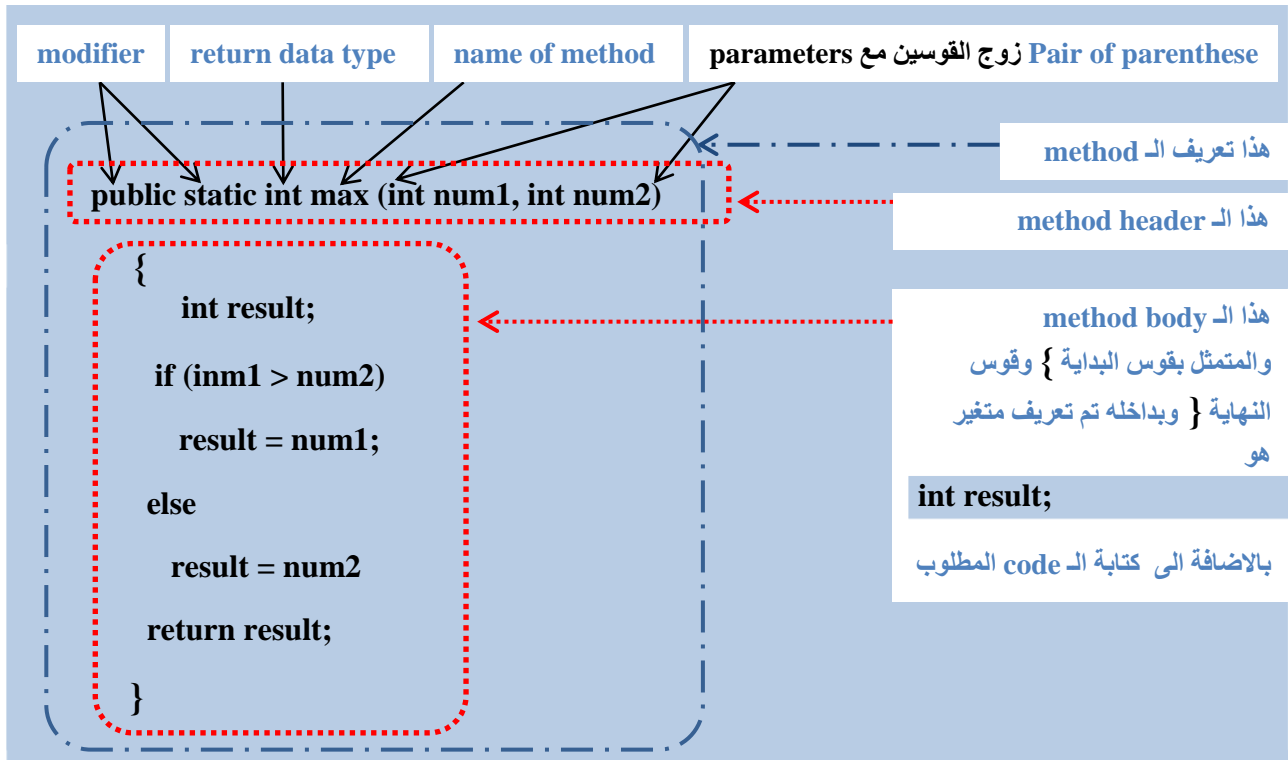 modifier
return data type
name of method
Pair of parenthese زوج القوسين مع parameters
هذا تعريف الـ method
public static int max (int num1, int num2)
هذا الـ method header
{
int result;
if (inm1 > num2)
result = num1;
else
result = num2
return result;
}
هذا الـ method body
والمتمثل بقوس البداية { وقوس
النهاية } وبداخله تم تعريف متغير
هو
int result;
بالاضافة الى كتابة الـ code المطلوب